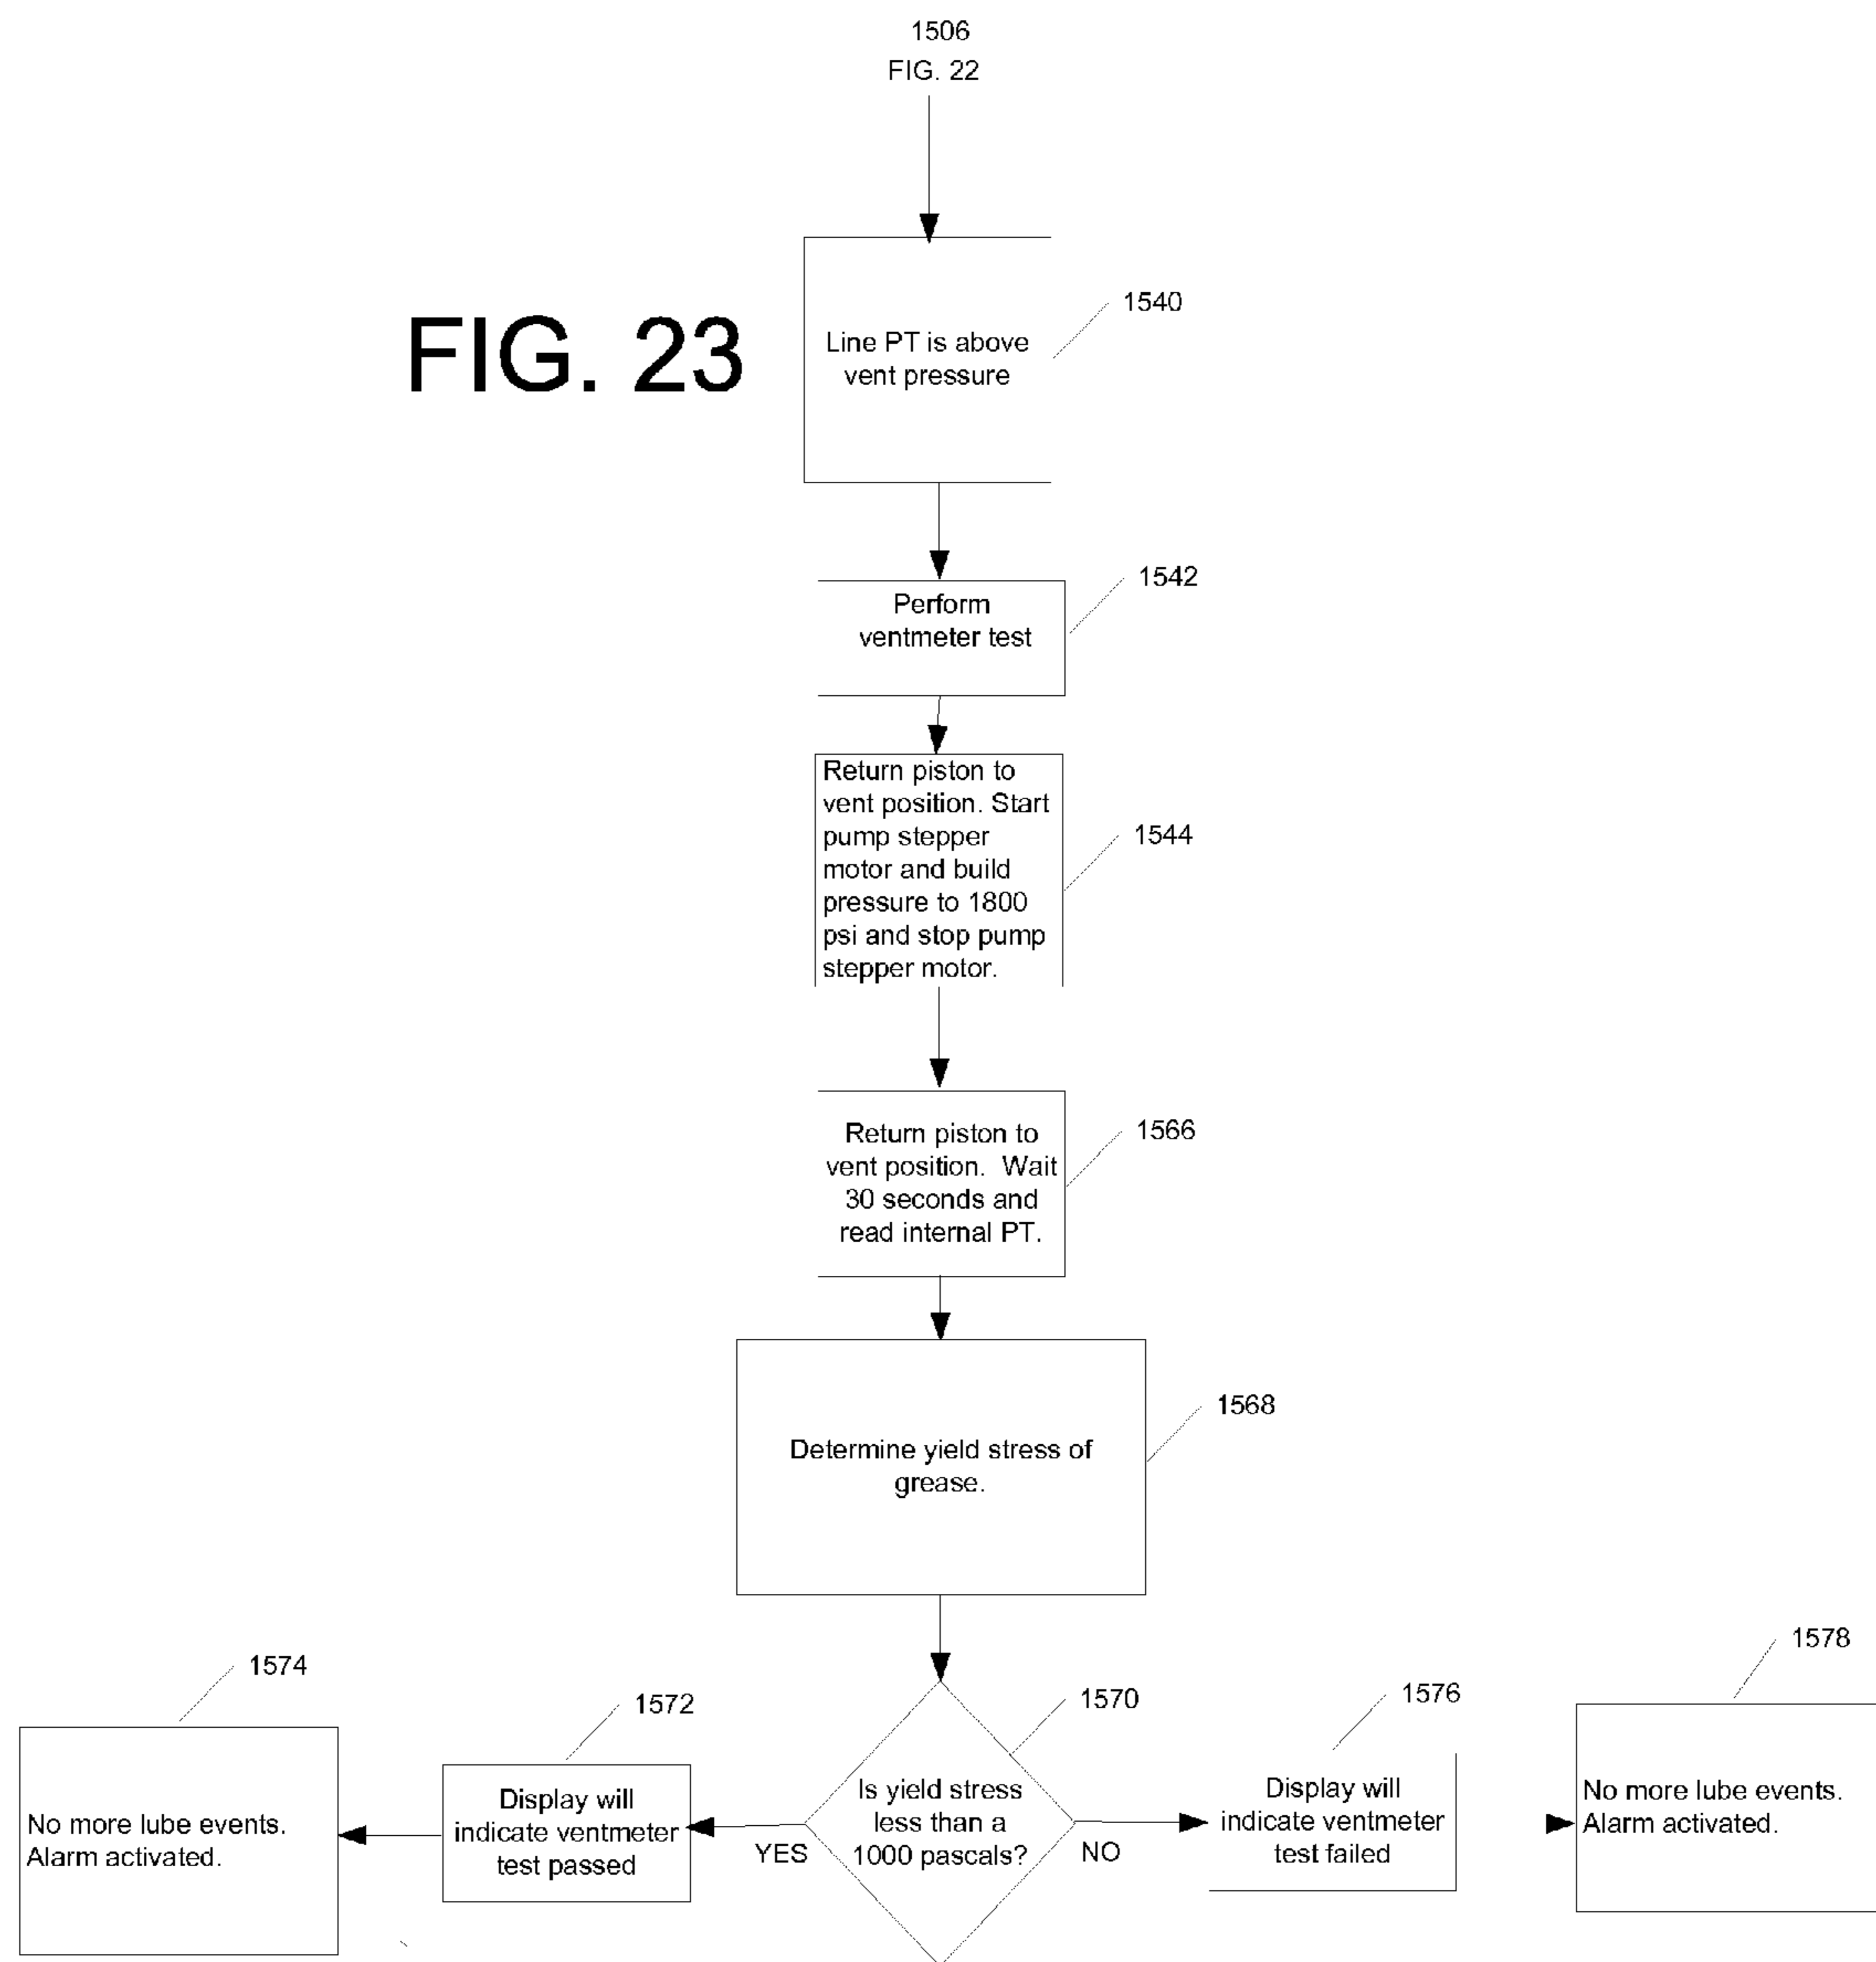 1506
FIG. 22
FIG. 23
Line PT is above
vent pressure
1540
Perform
ventmeter test
1542
Return piston to
vent position. Start
pump stepper
motor and build
pressure to 1800
psi and stop pump
stepper motor.
1544
Return piston to
vent position. Wait
30 seconds and
read internal PT.
1566
Determine yield stress of
grease.
1568
Is yield stress
less than a
1000 pascals?
1570
YES
NO
Display will
indicate ventmeter
test passed
1572
No more lube events.
Alarm activated.
1574
Display will
indicate ventmeter
test failed
1576
No more lube events.
Alarm activated.
1578